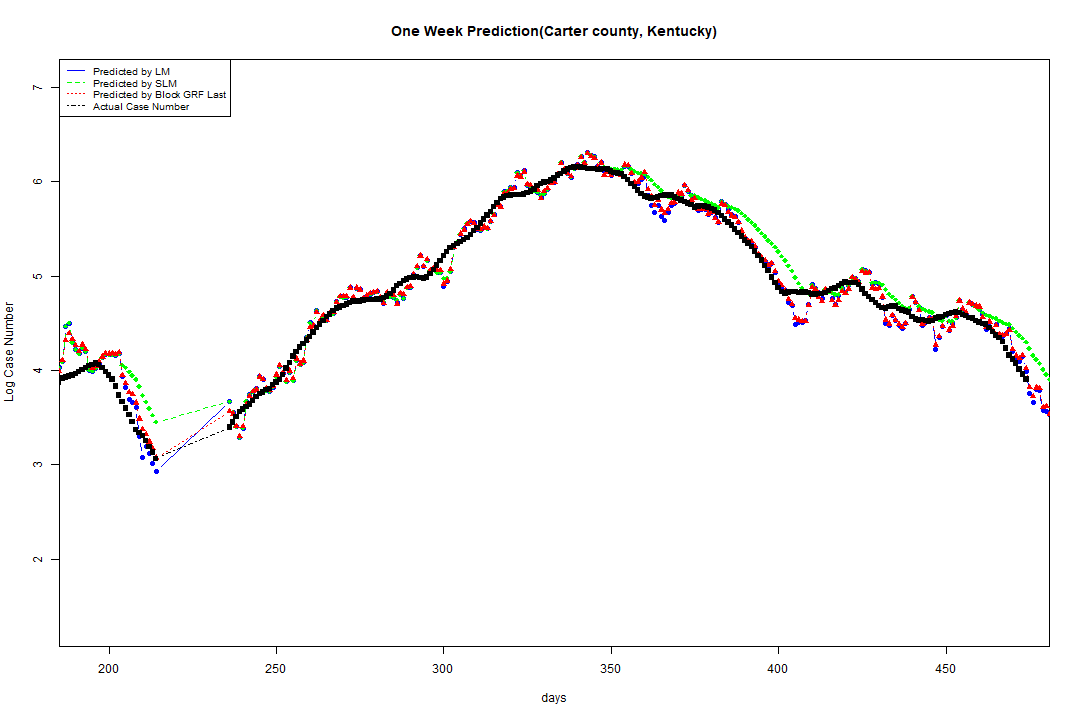 One Week Prediction(Carter county, Kentucky)
Predicted by LM
Predicted by SLM
Predicted by Block GRF Last
Actual Case Number
Log Case Number
7
6
5
4
3
2
200 250 300 350 400 450
days